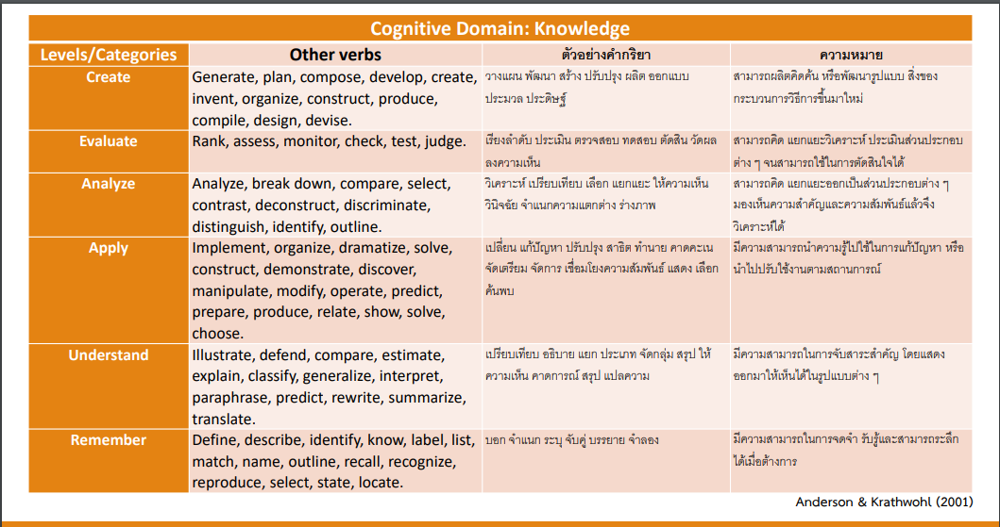 Cognitive Domain: Knowledge
Levels/Categories
Other verbs
ตัวอย่างคำกริยา
ความหมาย
Create
Generate, plan, compose, develop, create,
invent, organize, construct, produce,
compile, design, devise.
วางแผน พัฒนา สร้าง ปรับปรุง ผลิต ออกแบบ
ประมวล ประดิษฐ์
สามารถผลิตคิดค้น หรือพัฒนารูปแบบ สิ่งของ
กระบวนการวิธีการขึ้นมาใหม่
Evaluate
Rank, assess, monitor, check, test, judge.
เรียงลำดับ ประเมิน ตรวจสอบ ทดสอบ ตัดสิน วัดผล
ลงความเห็น
สามารถคิด แยกแยะวิเคราะห์ ประเมินส่วนประกอบ
ต่าง ๆ จนสามารถใช้ในการตัดสินใจได้
Analyze
Analyze, break down, compare, select,
contrast, deconstruct, discriminate,
distinguish, identify, outline.
วิเคราะห์ เปรียบเทียบ เลือก แยกแยะ ให้ความเห็น
วินิจฉัย จำแนกความแตกต่าง ร่างภาพ
สามารถคิด แยกแยะออกเป็นส่วนประกอบต่าง ๆ
มองเห็นความสำคัญและความสัมพันธ์แล้วจึง
วิเคราะห์ได้
Apply
Implement, organize, dramatize, solve,
construct, demonstrate, discover,
manipulate, modify, operate, predict,
prepare, produce, relate, show, solve,
choose.
เปลี่ยน แก้ปัญหา ปรับปรุง สาธิต ทำนาย คาดคะเน
จัดเตรียม จัดการ เชื่อมโยงความสัมพันธ์ แสดง เลือก
ค้นพบ
มีความสามารถนำความรู้ไปใช้ในการแก้ปัญหา หรือ
นำไปปรับใช้งานตามสถานการณ์
Understand
Illustrate, defend, compare, estimate,
explain, classify, generalize, interpret,
paraphrase, predict, rewrite, summarize,
translate.
เปรียบเทียบ อธิบาย แยก ประเภท จัดกลุ่ม สรุป ให้
ความเห็น คาดการณ์ สรุป แปลความ
มีความสามารถในการจับสาระสำคัญ โดยแสดง
ออกมาให้เห็นได้ในรูปแบบต่าง ๆ
Remember
Define, describe, identify, know, label, list,
match, name, outline, recall, recognize,
reproduce, select, state, locate.
บอก จำแนก ระบุ จับคู่ บรรยาย จำลอง
มีความสามารถในการจดจำ รับรู้และสามารถระลึก
ได้เมื่อต้างการ
Anderson & Krathwohl (2001)